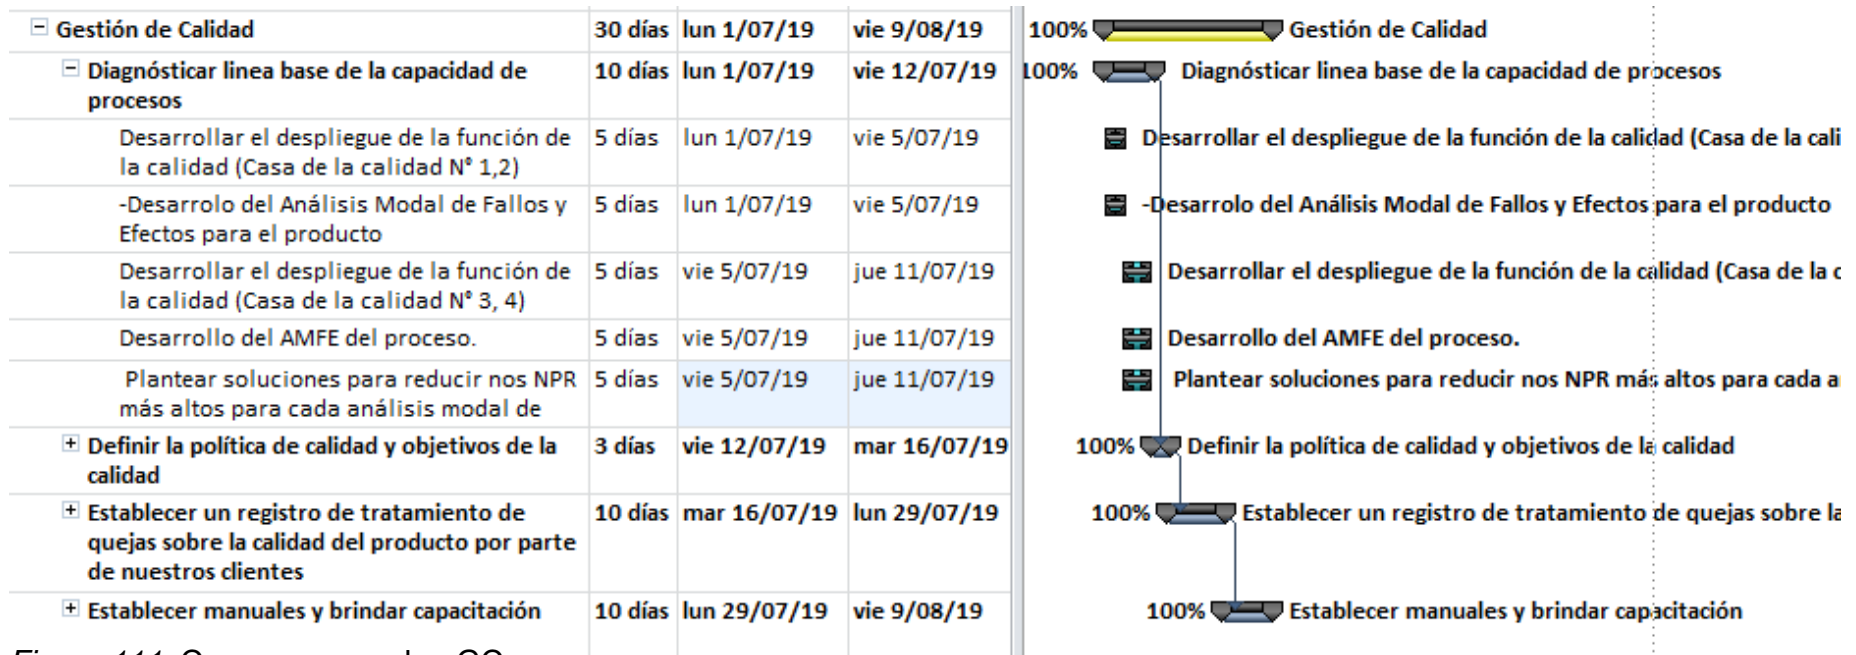 Gestión de Calidad 30 días lun 1/07/19 vie 9/08/19 100% Gestión de Calidad
Diagnósticar linea base de la capacidad de 10 días lun 1/07/19 vie 12/07/19 100% Diagnósticar linea base de la capacidad de procesos
procesos
Desarrollar el despliegue de la función de 5 días lun 1/07/19 vie 5/07/19 Desarrollar el despliegue de la función de la calidad (Casa de la cali
la calidad (Casa de la calidad N° 1,2)
-Desarrolo del Análisis Modal de Fallos y 5 días lun 1/07/19 vie 5/07/19 -Desarrolo del Análisis Modal de Fallos y Efectos para el producto
Efectos para el producto
Desarrollar el despliegue de la función de 5 días vie 5/07/19 jue 11/07/19 Desarrollar el despliegue de la función de la calidad (Casa de la c
la calidad (Casa de la calidad N° 3, 4)
Desarrollo del AMFE del proceso. 5 días vie 5/07/19 jue 11/07/19 Desarrollo del AMFE del proceso.
Plantear soluciones para reducir nos NPR 5 días vie 5/07/19 jue 11/07/19 Plantear soluciones para reducir nos NPR más altos para cada a
más altos para cada análisis modal de
Definir la política de calidad y objetivos de la 3 días vie 12/07/19 mar 16/07/19 100% Definir la política de calidad y objetivos de la calidad
calidad
Establecer un registro de tratamiento de 10 días mar 16/07/19 lun 29/07/19 100% Establecer un registro de tratamiento de quejas sobre la
quejas sobre la calidad del producto por parte
de nuestros clientes
Establecer manuales y brindar capacitación 10 días lun 29/07/19 vie 9/08/19 100% Establecer manuales y brindar capacitación